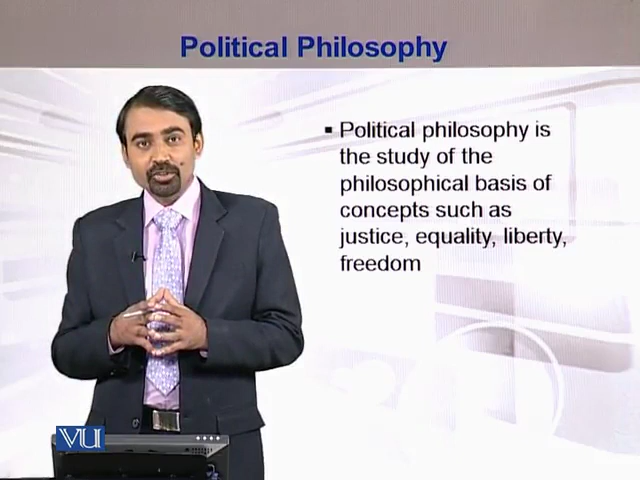 Political Philosophy
▪ Political philosophy is
the study of the
philosophical basis of
concepts such as
justice, equality, liberty,
freedom
VU